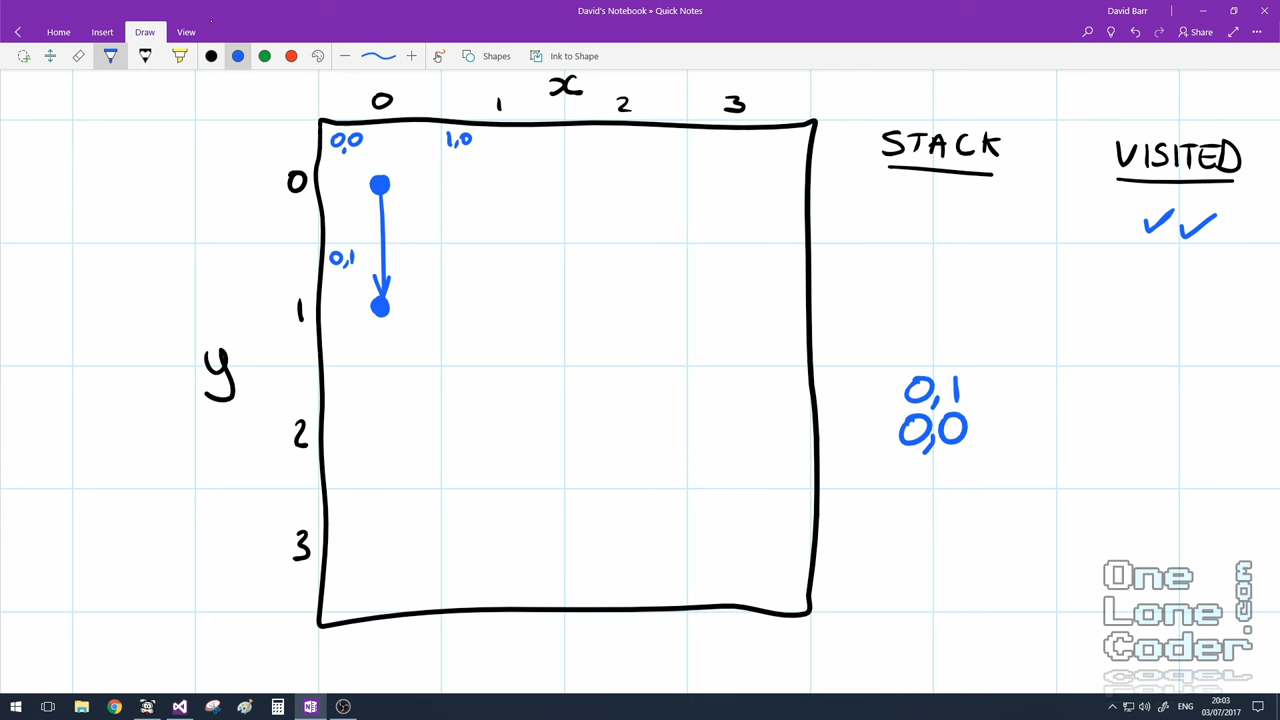 David's Notebook » Quick Notes
David Barr
Home Insert Draw View
Share
Shapes
Ink to Shape
x
0 1 2 3
STACK
VISITED
0,0 1,0
0
0,1
1
y
0,1
0,0
2
3
One
Lone
Coder
.com
ENG
20:03
03/07/2017